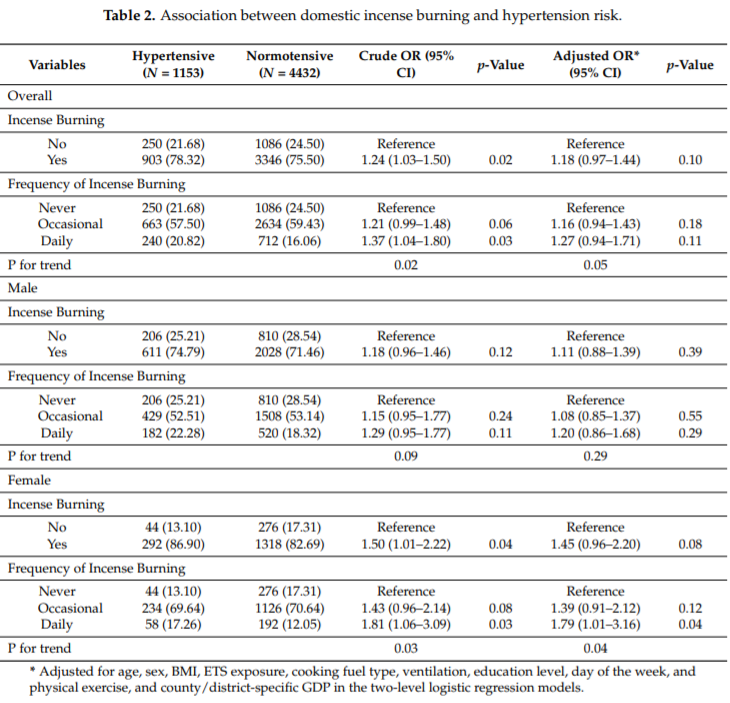 Table 2. Association between domestic incense burning and hypertension risk.
Variables Hypertensive (N = 1153) Normotensive (N = 4432) Crude OR (95% CI) p-Value Adjusted OR* (95% CI) p-Value
Overall
Incense Burning
No 250 (21.68) 1086 (24.50) Reference Reference
Yes 903 (78.32) 3346 (75.50) 1.24 (1.03–1.50) 0.02 1.18 (0.97–1.44) 0.10
Frequency of Incense Burning
Never 250 (21.68) 1086 (24.50) Reference Reference
Occasional 663 (57.50) 2634 (59.43) 1.21 (0.99–1.48) 0.06 1.16 (0.94–1.43) 0.18
Daily 240 (20.82) 712 (16.06) 1.37 (1.04–1.80) 0.03 1.27 (0.94–1.71) 0.11
P for trend 0.02 0.05
Male
Incense Burning
No 206 (25.21) 810 (28.54) Reference Reference
Yes 611 (74.79) 2028 (71.46) 1.18 (0.96–1.46) 0.12 1.11 (0.88–1.39) 0.39
Frequency of Incense Burning
Never 206 (25.21) 810 (28.54) Reference Reference
Occasional 429 (52.51) 1508 (53.14) 1.15 (0.95–1.77) 0.24 1.08 (0.85–1.37) 0.55
Daily 182 (22.28) 520 (18.32) 1.29 (0.95–1.77) 0.11 1.20 (0.86–1.68) 0.29
P for trend 0.09 0.29
Female
Incense Burning
No 44 (13.10) 276 (17.31) Reference Reference
Yes 292 (86.90) 1318 (82.69) 1.50 (1.01–2.22) 0.04 1.45 (0.96–2.20) 0.08
Frequency of Incense Burning
Never 44 (13.10) 276 (17.31) Reference Reference
Occasional 234 (69.64) 1126 (70.64) 1.43 (0.96–2.14) 0.08 1.39 (0.91–2.12) 0.12
Daily 58 (17.26) 192 (12.05) 1.81 (1.06–3.09) 0.03 1.79 (1.01–3.16) 0.04
P for trend 0.03 0.04
* Adjusted for age, sex, BMI, ETS exposure, cooking fuel type, ventilation, education level, day of the week, and
physical exercise, and county/district-specific GDP in the two-level logistic regression models.